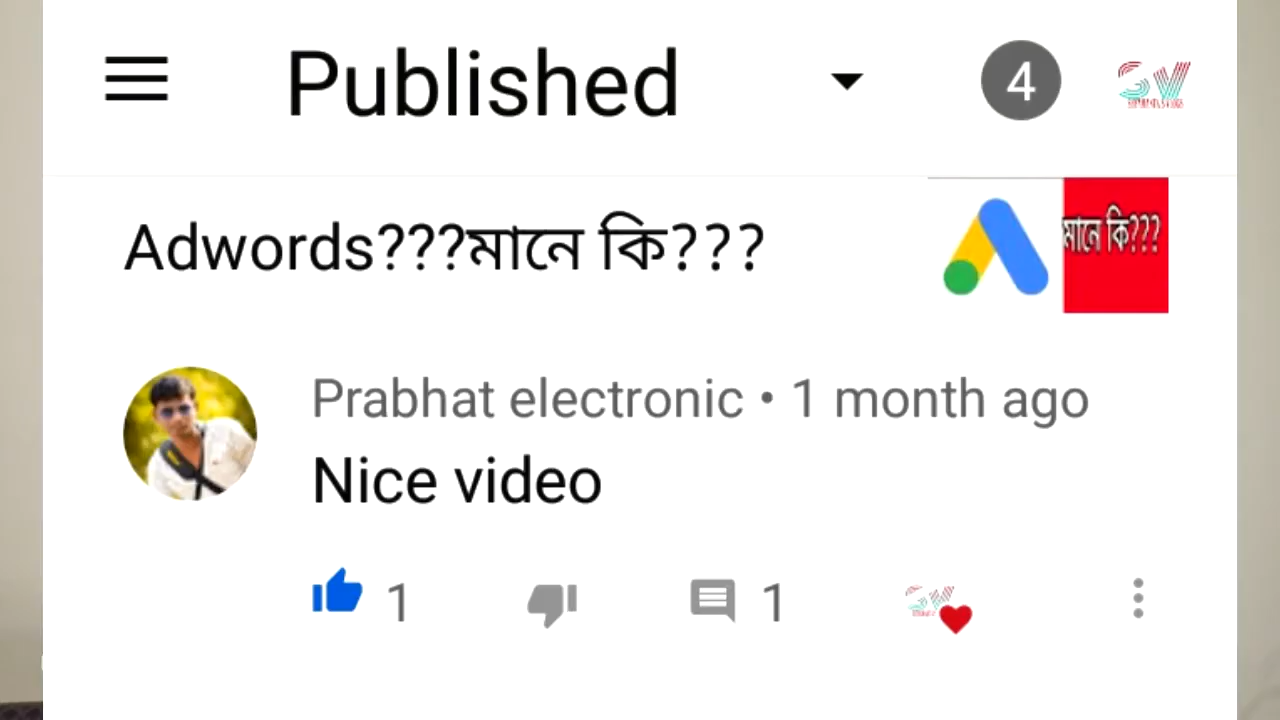 Published
4
Adwords???মানে কি???
মানে কি???
Prabhat electronic • 1 month ago
Nice video
1
1